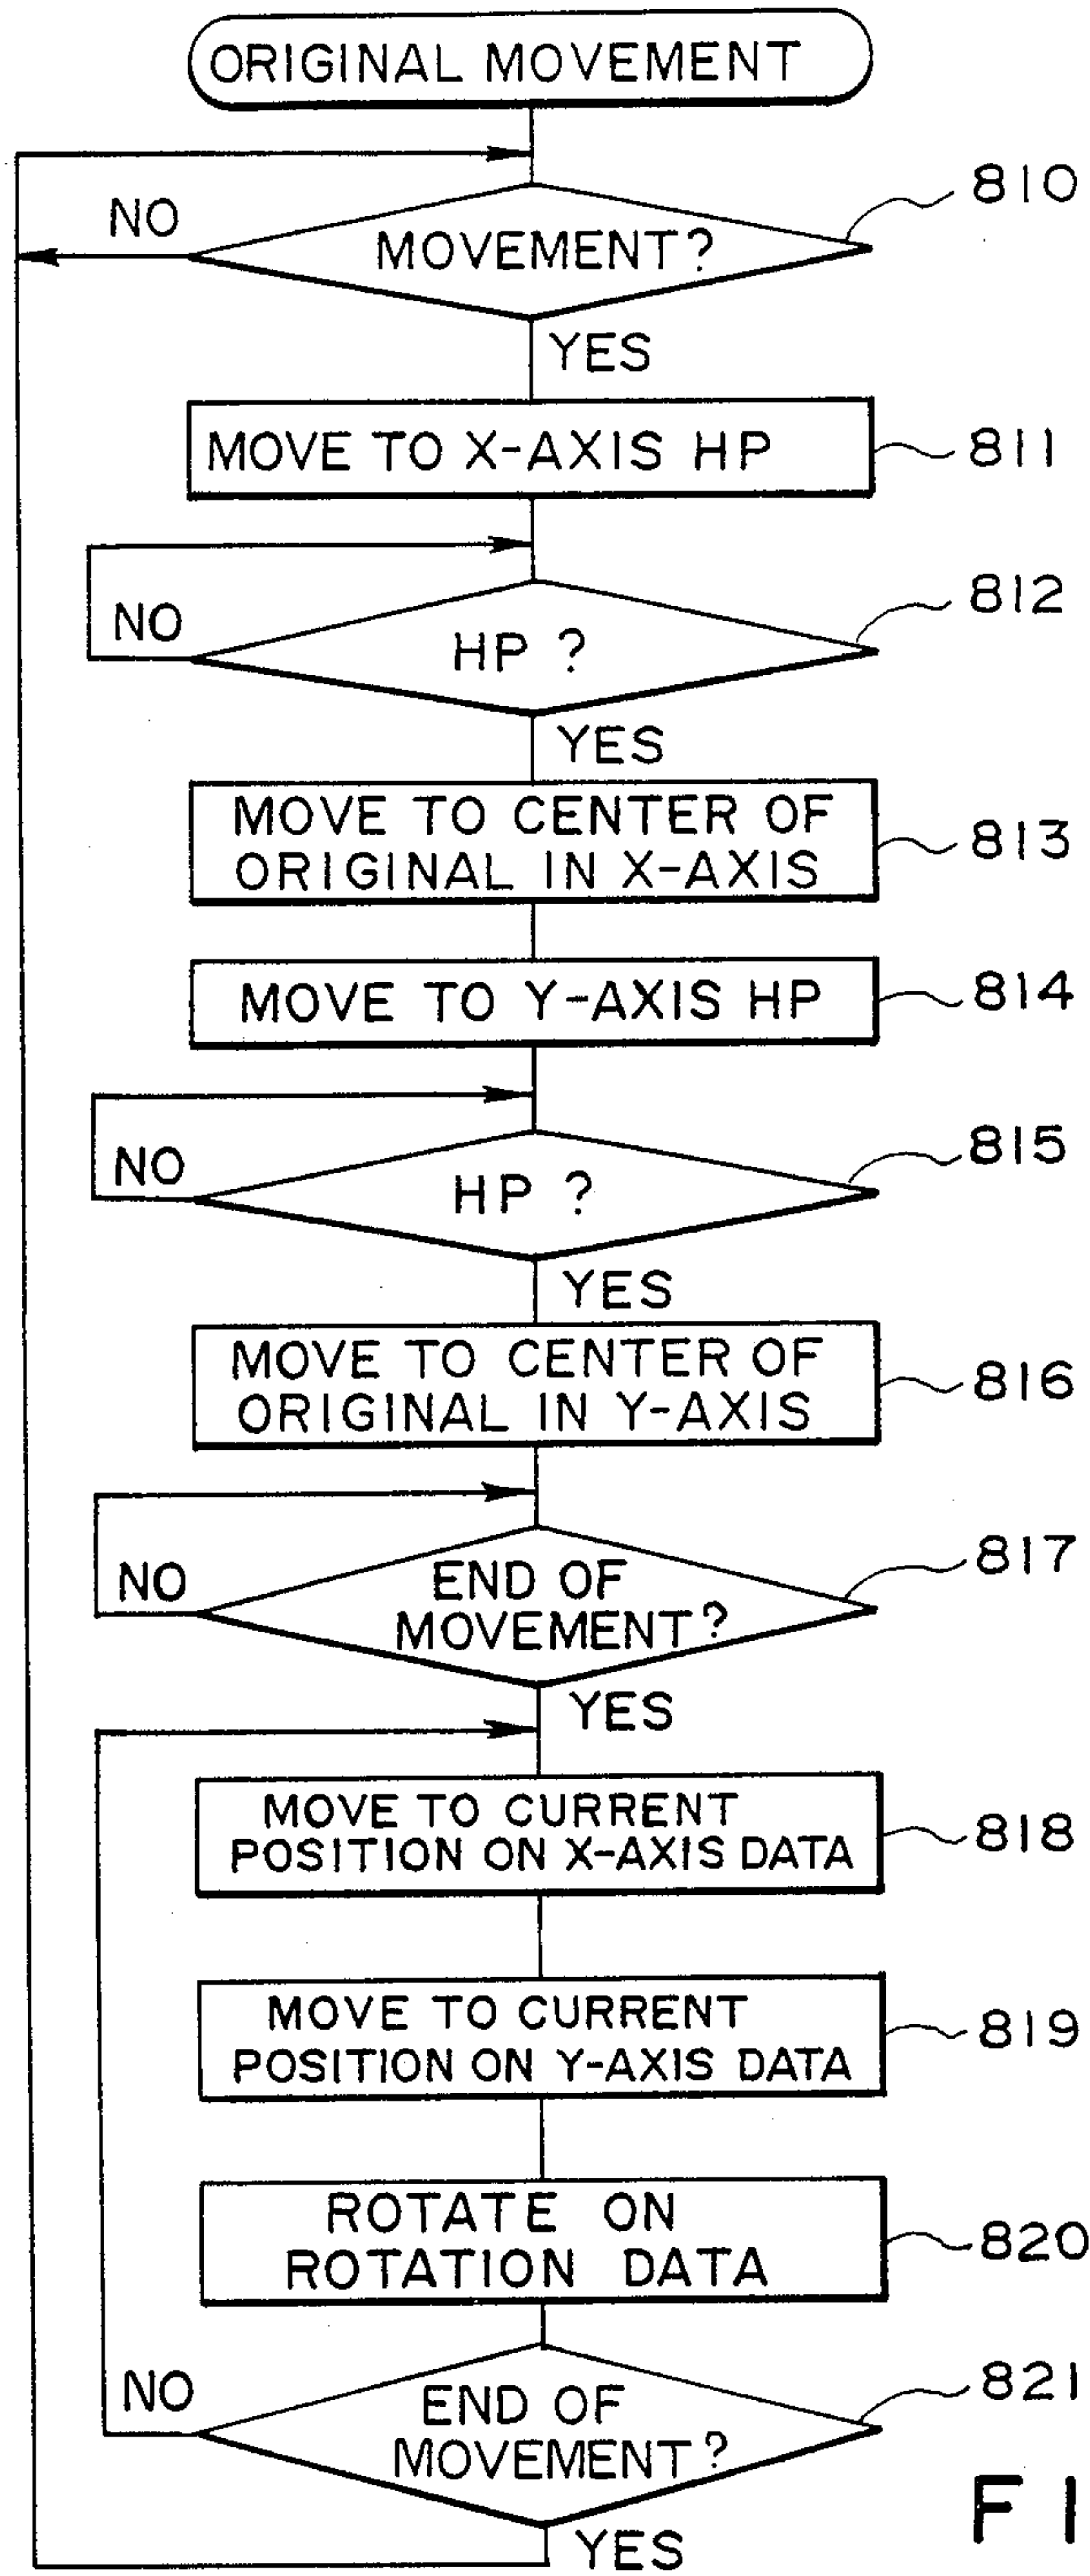 ORIGINAL MOVEMENT
810
NO
MOVEMENT?
YES
MOVE TO X-AXIS HP
811
812
NO
HP ?
YES
MOVE TO CENTER OF
ORIGINAL IN X-AXIS
813
MOVE TO Y-AXIS HP
814
815
NO
HP ?
YES
MOVE TO CENTER OF
ORIGINAL IN Y-AXIS
816
817
NO
END OF
MOVEMENT?
YES
MOVE TO CURRENT
POSITION ON X-AXIS DATA
818
MOVE TO CURRENT
POSITION ON Y-AXIS DATA
819
ROTATE ON
ROTATION DATA
820
821
NO
END OF
MOVEMENT?
YES
FI